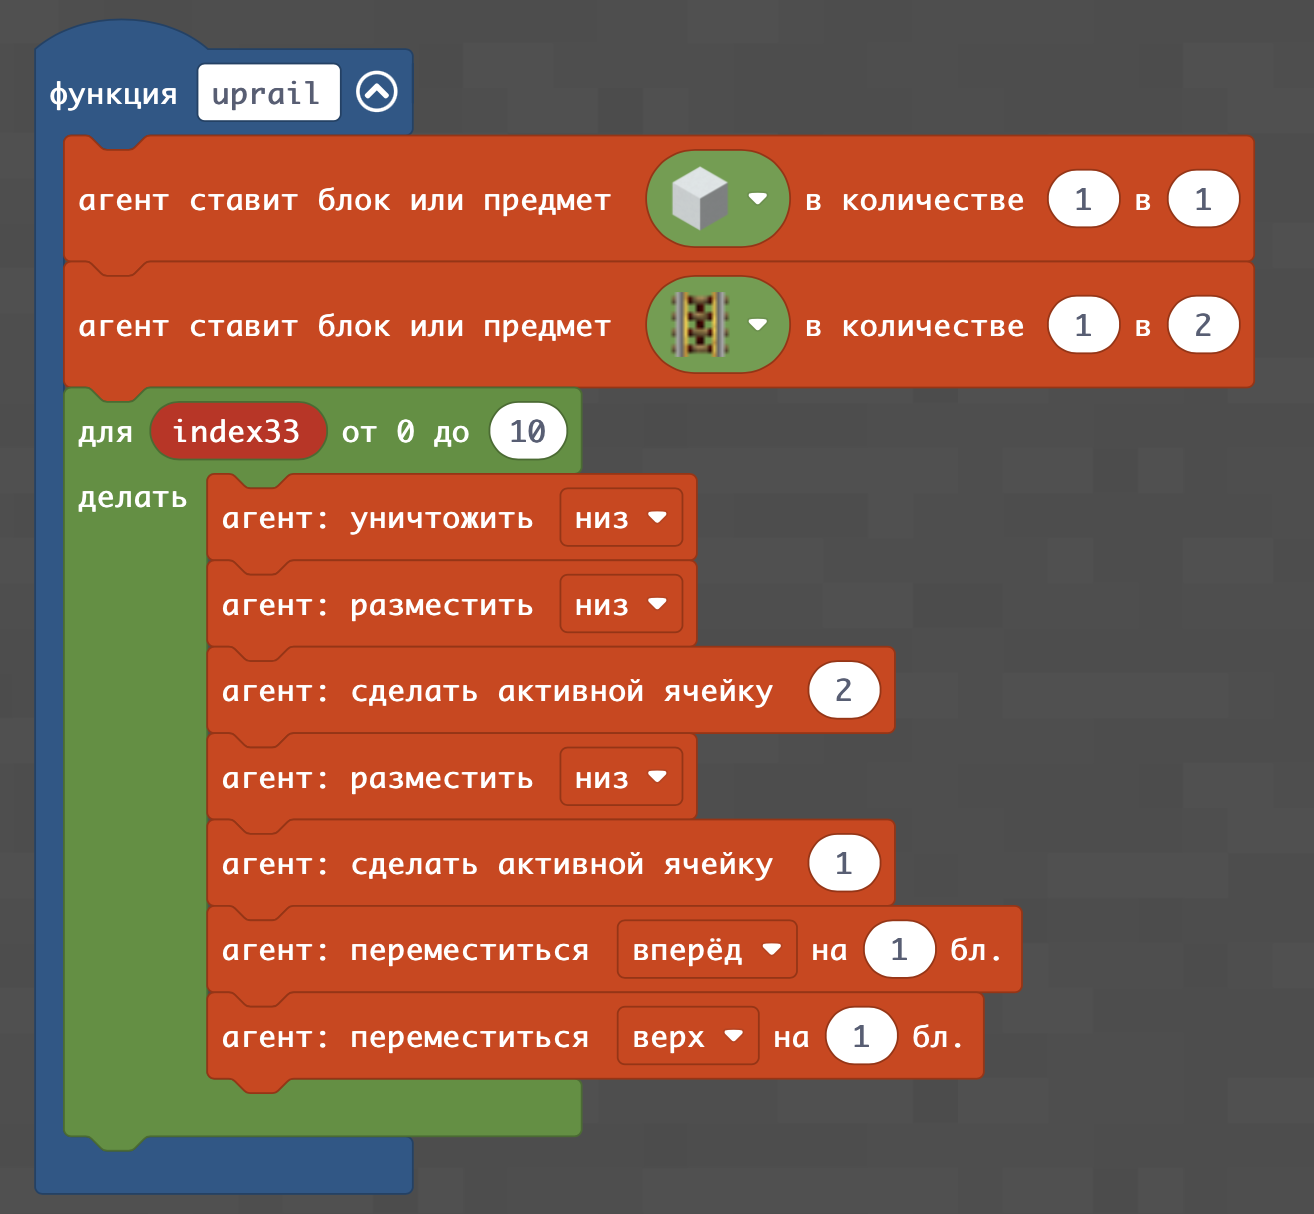 функция uprail
агент ставит блок или предмет в количестве 1 в 1
агент ставит блок или предмет в количестве 1 в 2
для index33 от 0 до 10
делать
агент: уничтожить низ
агент: разместить низ
агент: сделать активной ячейку 2
агент: разместить низ
агент: сделать активной ячейку 1
агент: переместиться вперёд на 1 бл.
агент: переместиться верх на 1 бл.